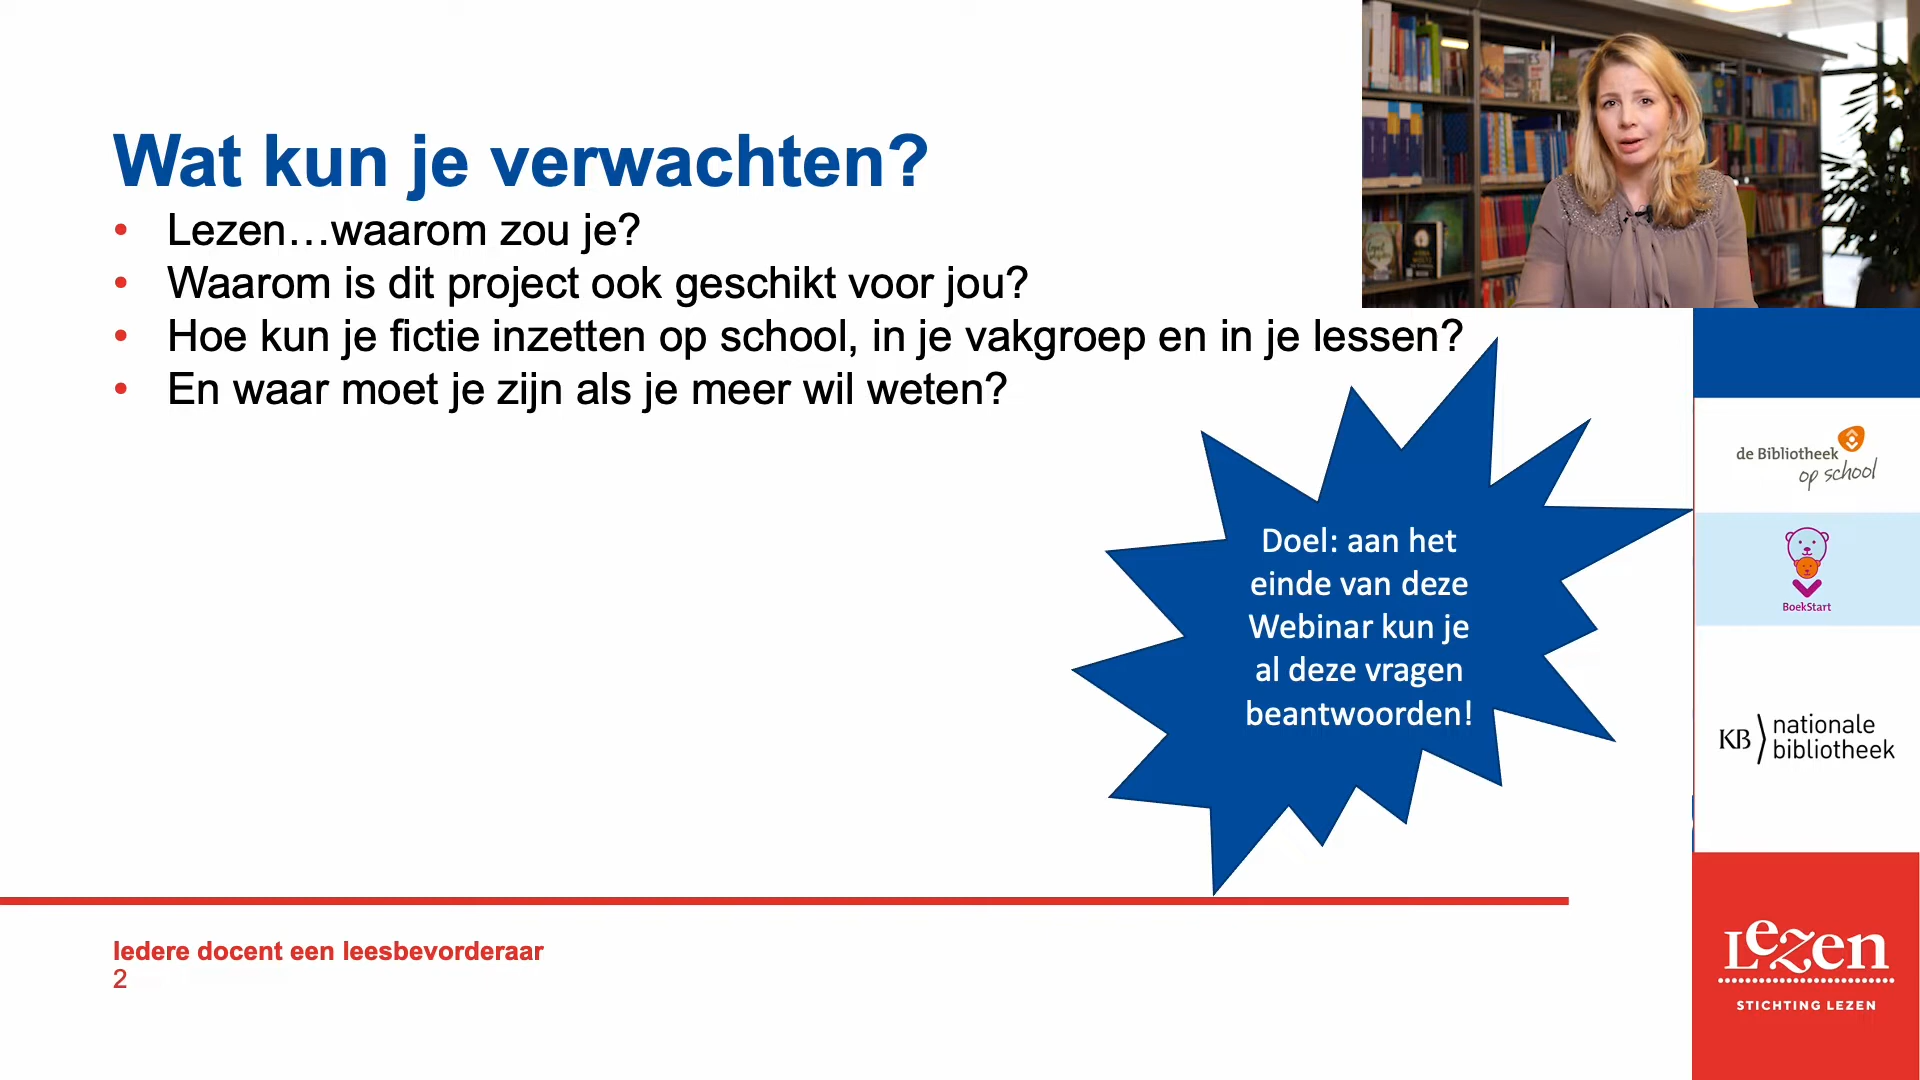 Wat kun je verwachten?
• Lezen…waarom zou je?
• Waarom is dit project ook geschikt voor jou?
• Hoe kun je fictie inzetten op school, in je vakgroep en in je lessen?
• En waar moet je zijn als je meer wil weten?
Doel: aan het
einde van deze
Webinar kun je
al deze vragen
beantwoorden!
de Bibliotheek
op school
BoekStart
KB nationale
bibliotheek
Lezen
STICHTING LEZEN
Iedere docent een leesbevorderaar
2